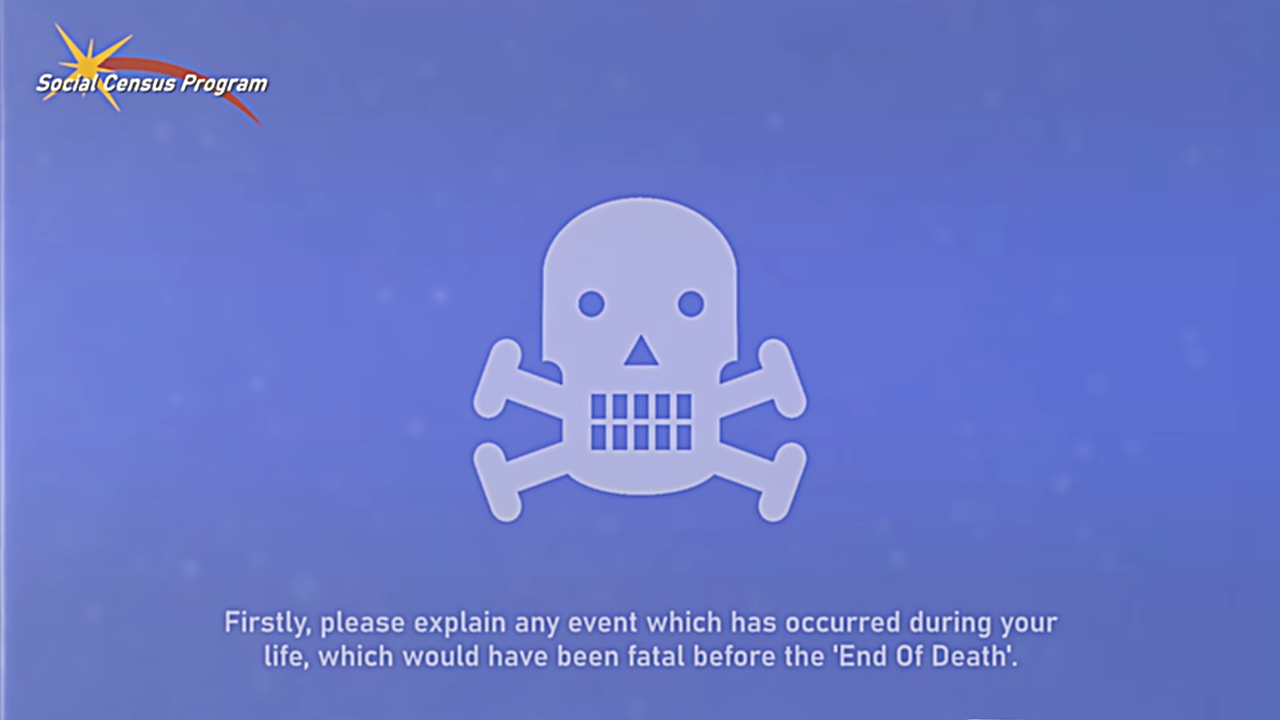 Social Census Program
Firstly, please explain any event which has occurred during your
life, which would have been fatal before the 'End Of Death'.